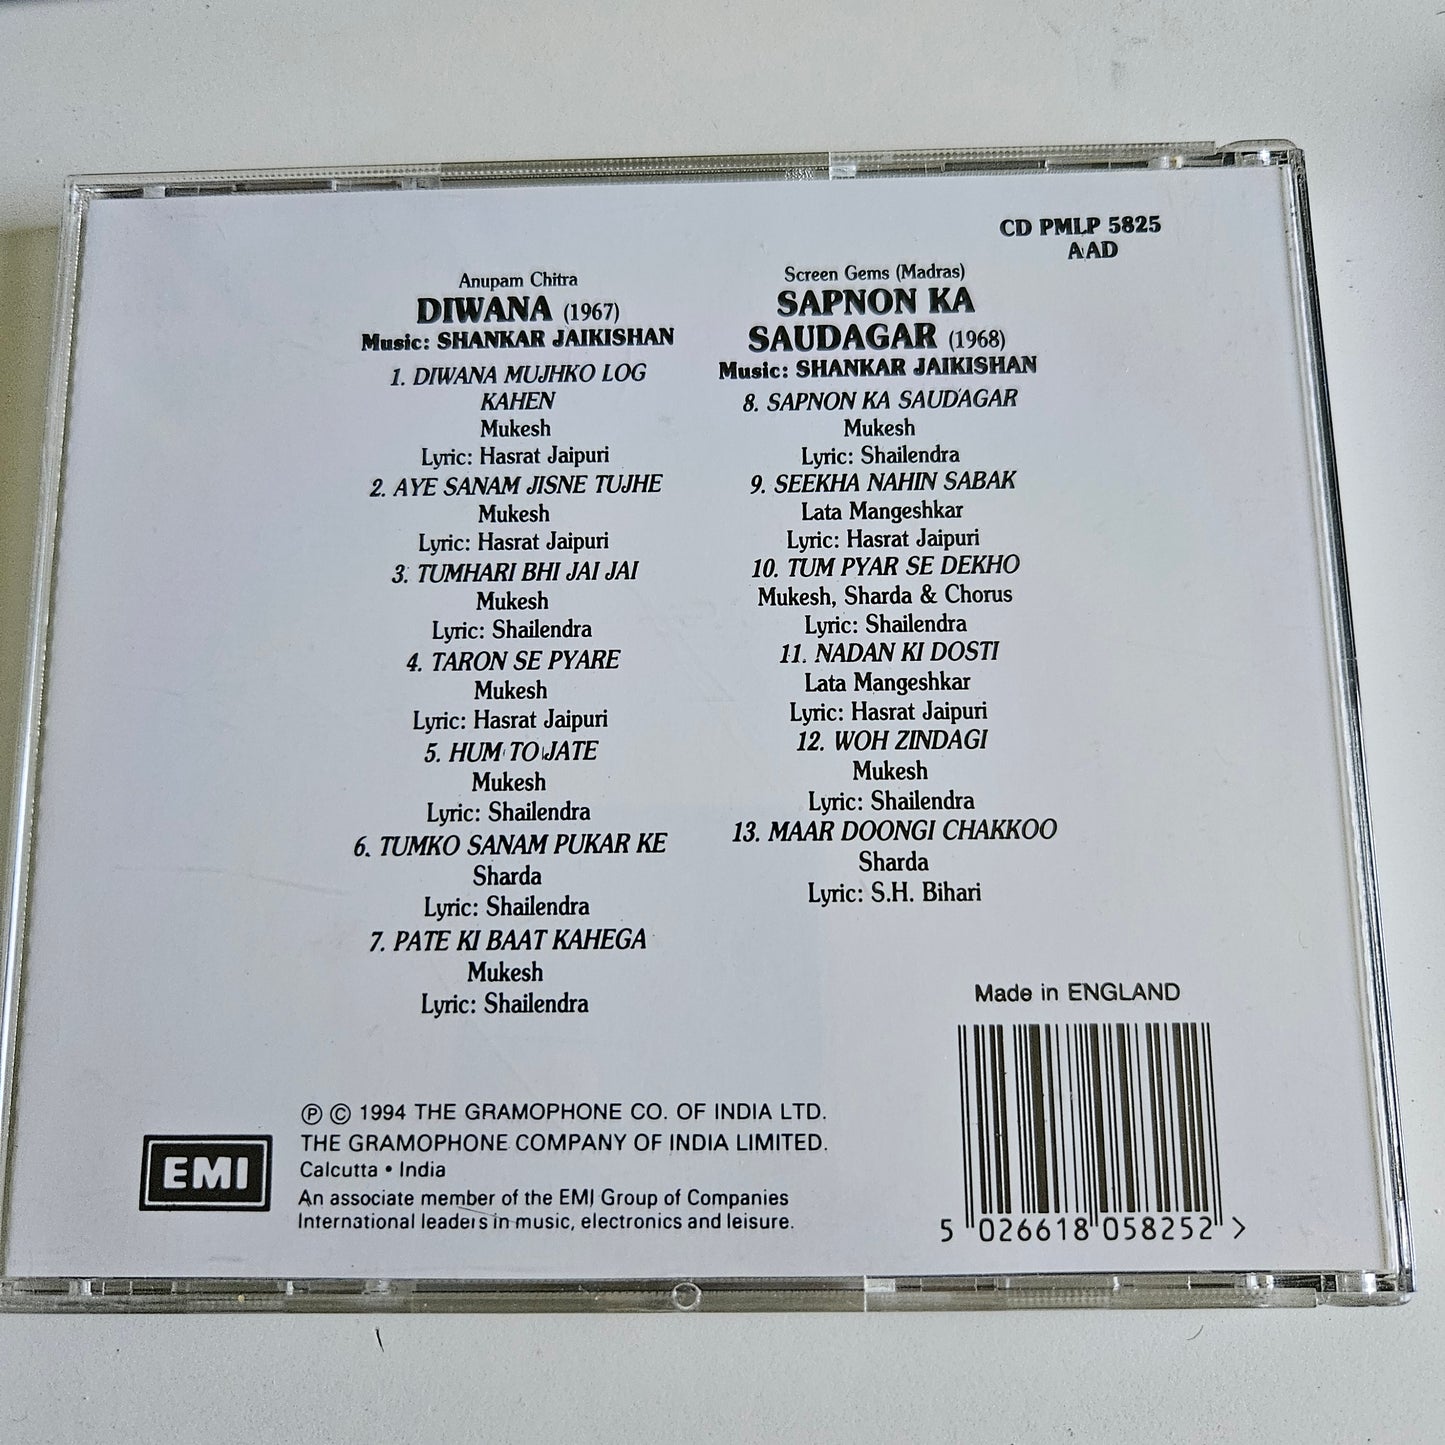 CD PMLP 5825
AAD
Anupam Chitra
DIWANA (1967)
Music: SHANKAR JAIKISHAN
1. DIWANA MUJHKO LOG
KAHEN
Mukesh
Lyric: Hasrat Jaipuri
2. AYE SANAM JISNE TUJHE
Mukesh
Lyric: Hasrat Jaipuri
3. TUMHARI BHI JAI JAI
Mukesh
Lyric: Shailendra
4. TARON SE PYARE
Mukesh
Lyric: Hasrat Jaipuri
5. HUM TO JATE
Mukesh
Lyric: Shailendra
6. TUMKO SANAM PUKAR KE
Sharda
Lyric: Shailendra
7. PATE KI BAAT KAHEGA
Mukesh
Lyric: Shailendra
Screen Gems (Madras)
SAPNON KA
SAUDAGAR (1968)
Music: SHANKAR JAIKISHAN
8. SAPNON KA SAUDAGAR
Mukesh
Lyric: Shailendra
9. SEEKHA NAHIN SABAK
Lata Mangeshkar
Lyric: Hasrat Jaipuri
10. TUM PYAR SE DEKHO
Mukesh, Sharda & Chorus
Lyric: Shailendra
11. NADAN KI DOSTI
Lata Mangeshkar
Lyric: Hasrat Jaipuri
12. WOH ZINDAGI
Mukesh
Lyric: Shailendra
13. MAAR DOONGI CHAKKOO
Sharda
Lyric: S.H. Bihari
Made in ENGLAND
5 026618 058252 >
EMI
℗ © 1994 THE GRAMOPHONE CO. OF INDIA LTD.
THE GRAMOPHONE COMPANY OF INDIA LIMITED.
Calcutta • India
An associate member of the EMI Group of Companies
International leaders in music, electronics and leisure.